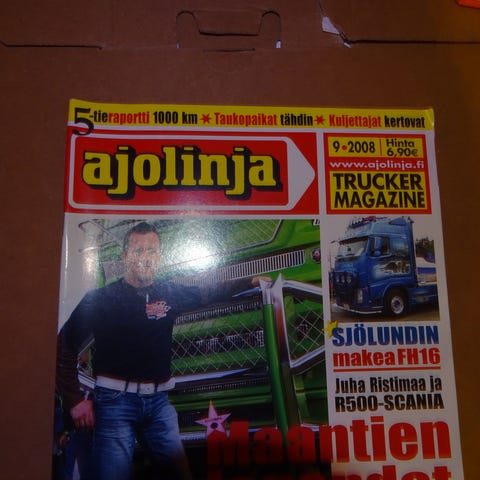 5-tieraportti 1000 km ★ Taukopaikat tähdin ★ Kuljettajat kertovat
ajolinja
9•2008
Hinta
6,90€
www.ajolinja.fi
TRUCKER
MAGAZINE
SJÖLUNDIN
makea FH16
Juha Ristimaa ja
R500-SCANIA
Maantien